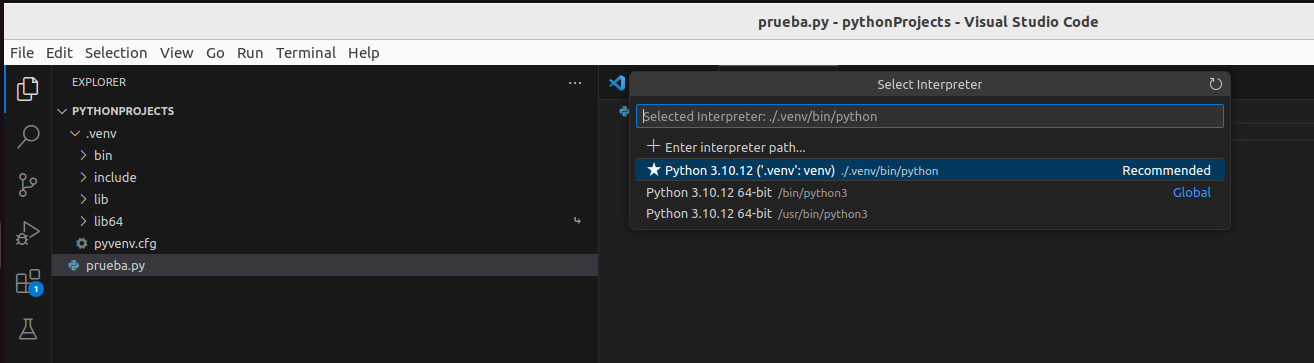 prueba.py - pythonProjects - Visual Studio Code
File Edit Selection View Go Run Terminal Help
EXPLORER ...
PYTHONPROJECTS
.venv
bin
include
lib
lib64
pyvenv.cfg
prueba.py
1
Select Interpreter
Selected Interpreter: ./.venv/bin/python
Enter interpreter path...
Python 3.10.12 ('.venv': venv) ./.venv/bin/python Recommended
Python 3.10.12 64-bit /bin/python3 Global
Python 3.10.12 64-bit /usr/bin/python3